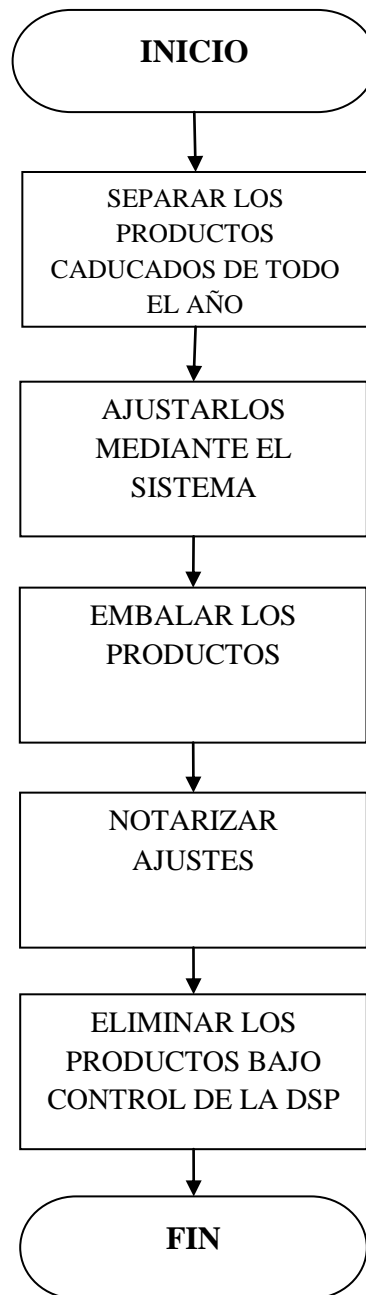 INICIO
SEPARAR LOS
PRODUCTOS
CADUCADOS DE TODO
EL AÑO
AJUSTARLOS
MEDIANTE EL
SISTEMA
EMBALAR LOS
PRODUCTOS
NOTARIZAR
AJUSTES
ELIMINAR LOS
PRODUCTOS BAJO
CONTROL DE LA DSP
FIN